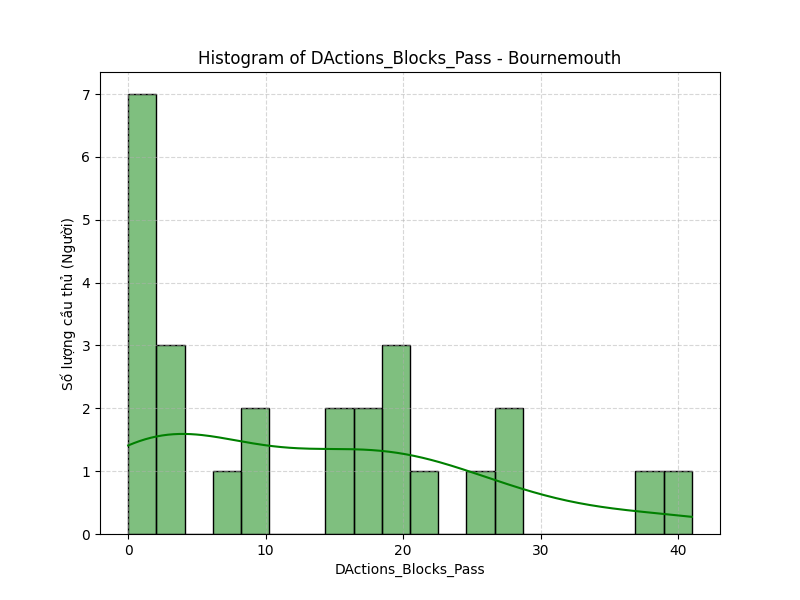 Histogram of DActions_Blocks_Pass - Bournemouth
Số lượng cầu thủ (Người)
7
6
5
4
3
2
1
0
0 10 20 30 40
DActions_Blocks_Pass